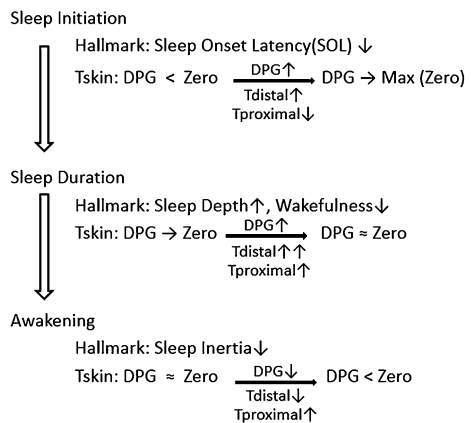 Sleep Initiation
Hallmark: Sleep Onset Latency(SOL) ↓
Tskin: DPG < Zero DPG↑ DPG → Max (Zero)
Tdistal↑
Tproximal↓
Sleep Duration
Hallmark: Sleep Depth↑, Wakefulness↓
Tskin: DPG → Zero DPG↑ DPG ≈ Zero
Tdistal↑↑
Tproximal↑
Awakening
Hallmark: Sleep Inertia↓
Tskin: DPG ≈ Zero DPG↓ DPG < Zero
Tdistal↓
Tproximal↑